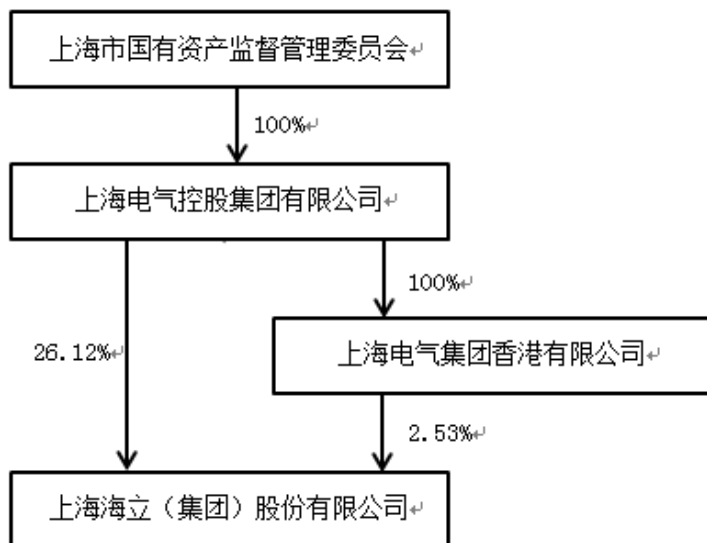 上海市国有资产监督管理委员会↵
100%↵
上海电气控股集团有限公司↵
100%↵
26.12%↵
上海电气集团香港有限公司↵
2.53%↵
上海海立（集团）股份有限公司↵